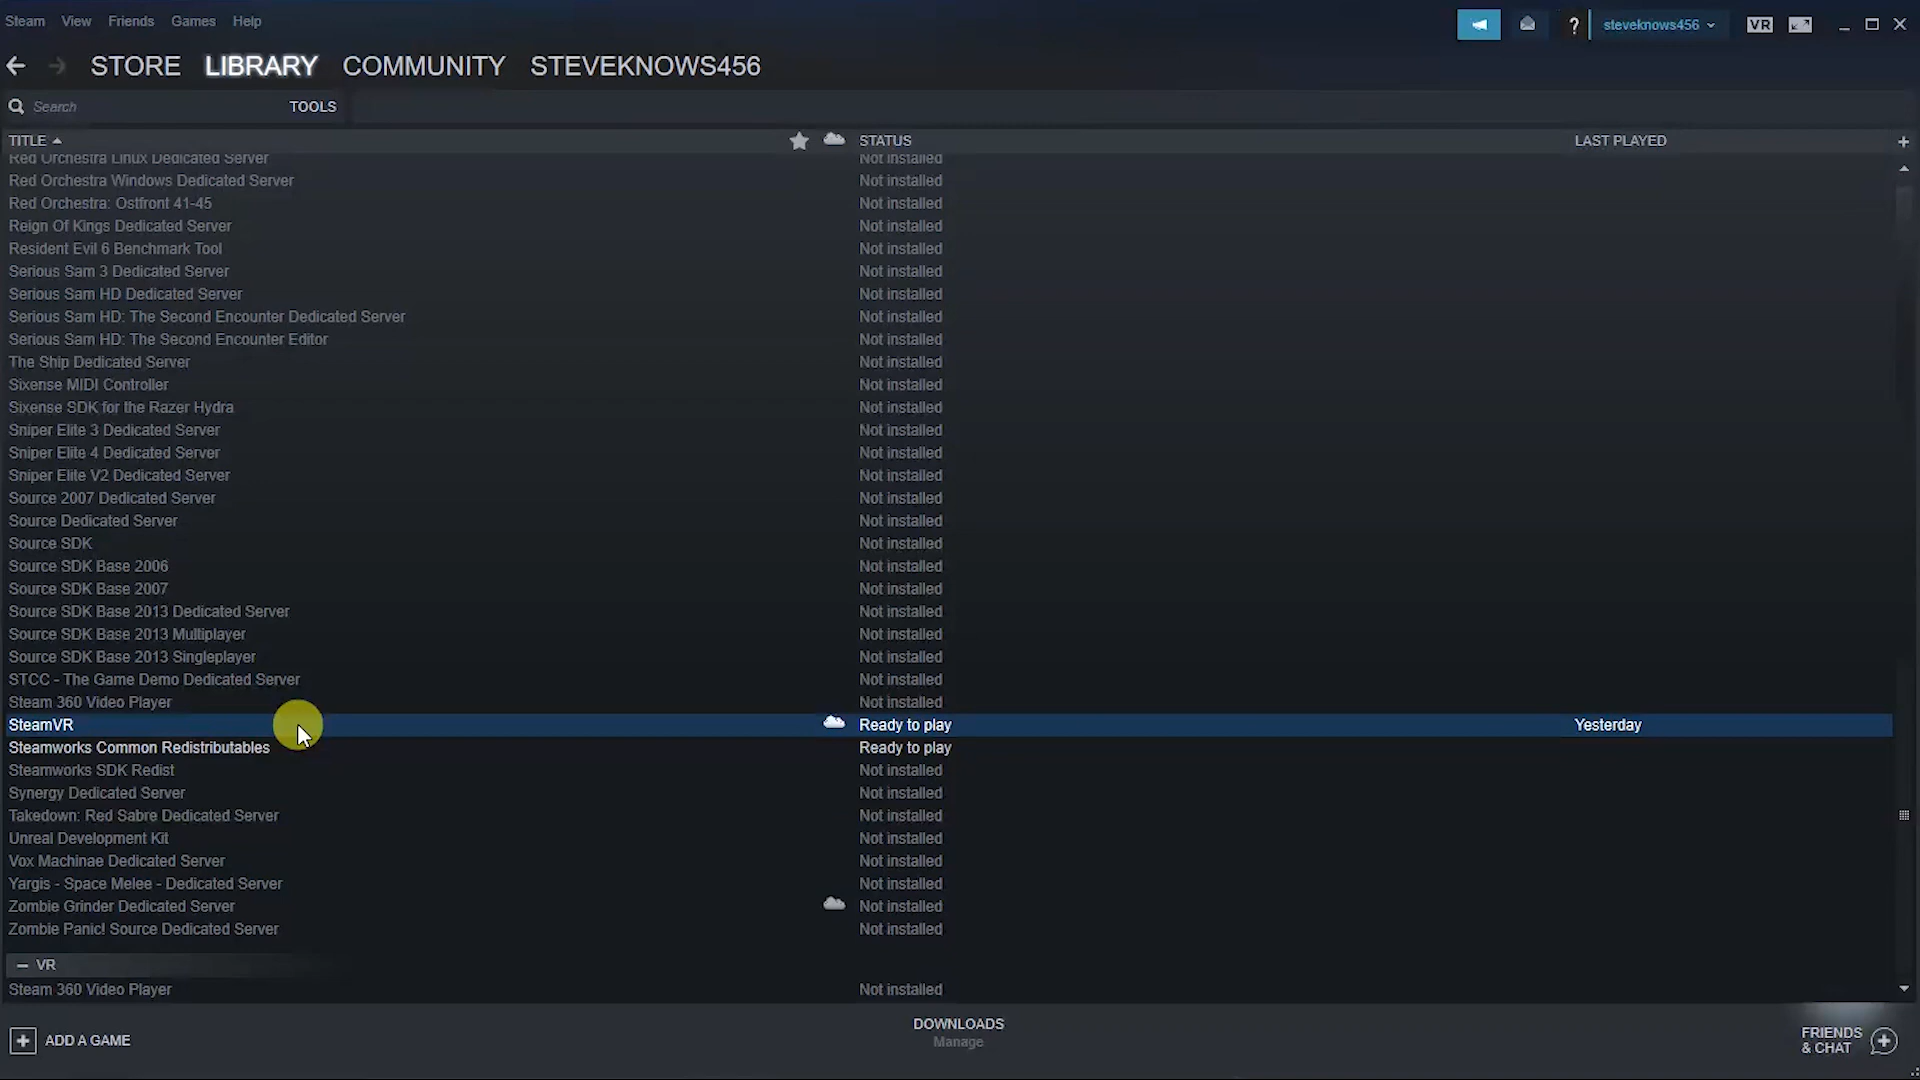 Steam View Friends Games Help
steveknows456
VR
STORE LIBRARY COMMUNITY STEVEKNOWS456
Search TOOLS
TITLE STATUS LAST PLAYED
Red Orchestra Linux Dedicated Server Not installed
Red Orchestra Windows Dedicated Server Not installed
Red Orchestra: Ostfront 41-45 Not installed
Reign Of Kings Dedicated Server Not installed
Resident Evil 6 Benchmark Tool Not installed
Serious Sam 3 Dedicated Server Not installed
Serious Sam HD Dedicated Server Not installed
Serious Sam HD: The Second Encounter Dedicated Server Not installed
Serious Sam HD: The Second Encounter Editor Not installed
The Ship Dedicated Server Not installed
Sixense MIDI Controller Not installed
Sixense SDK for the Razer Hydra Not installed
Sniper Elite 3 Dedicated Server Not installed
Sniper Elite 4 Dedicated Server Not installed
Sniper Elite V2 Dedicated Server Not installed
Source 2007 Dedicated Server Not installed
Source Dedicated Server Not installed
Source SDK Not installed
Source SDK Base 2006 Not installed
Source SDK Base 2007 Not installed
Source SDK Base 2013 Dedicated Server Not installed
Source SDK Base 2013 Multiplayer Not installed
Source SDK Base 2013 Singleplayer Not installed
STCC - The Game Demo Dedicated Server Not installed
Steam 360 Video Player Not installed
SteamVR Ready to play Yesterday
Steamworks Common Redistributables Ready to play
Steamworks SDK Redist Not installed
Synergy Dedicated Server Not installed
Takedown: Red Sabre Dedicated Server Not installed
Unreal Development Kit Not installed
Vox Machinae Dedicated Server Not installed
Yargis - Space Melee - Dedicated Server Not installed
Zombie Grinder Dedicated Server Not installed
Zombie Panic! Source Dedicated Server Not installed
VR
Steam 360 Video Player Not installed
ADD A GAME
DOWNLOADS
Manage
FRIENDS
& CHAT